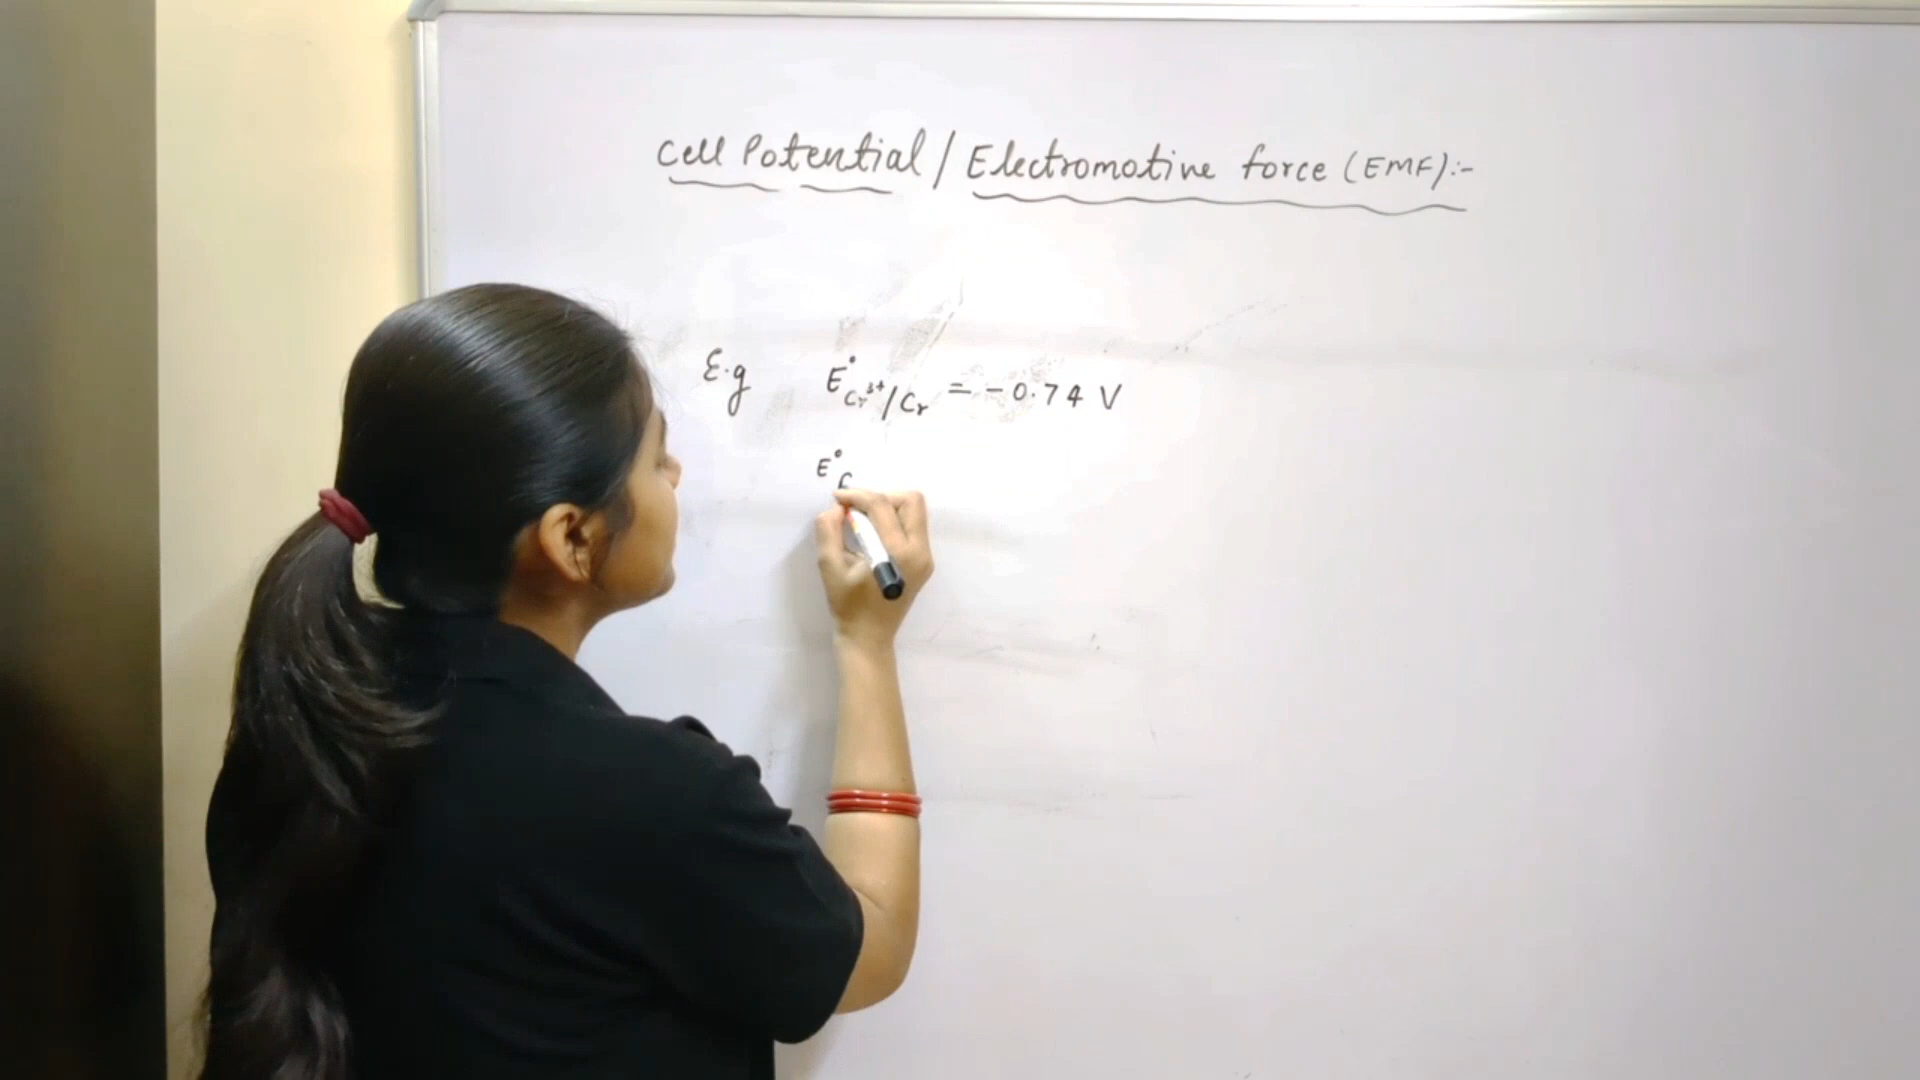 Cell Potential / Electromotive force (EMF):-
E.g E°Cr³⁺/Cr = -0.74 V
E°C